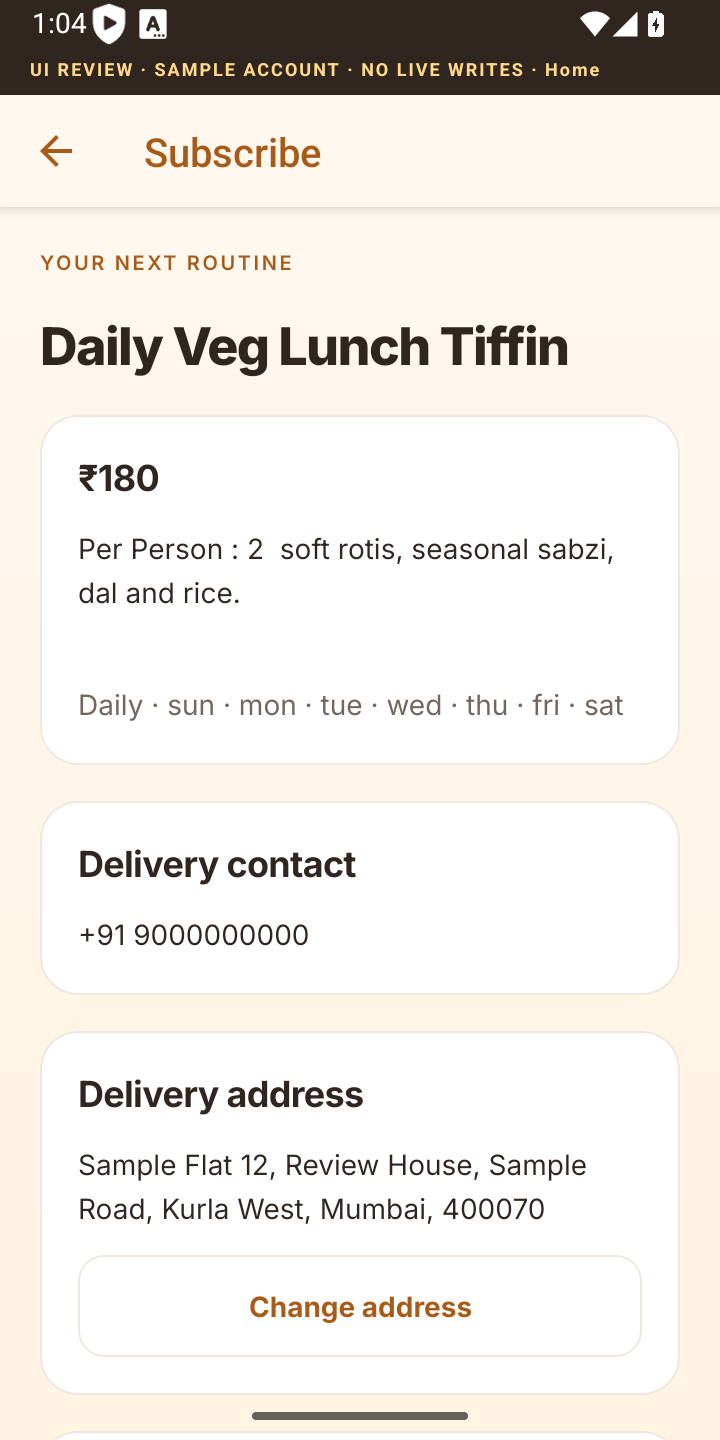 1:04
UI REVIEW · SAMPLE ACCOUNT · NO LIVE WRITES · Home
Subscribe
YOUR NEXT ROUTINE
Daily Veg Lunch Tiffin
₹180
Per Person : 2  soft rotis, seasonal sabzi,
dal and rice.
Daily · sun · mon · tue · wed · thu · fri · sat
Delivery contact
+91 9000000000
Delivery address
Sample Flat 12, Review House, Sample
Road, Kurla West, Mumbai, 400070
Change address